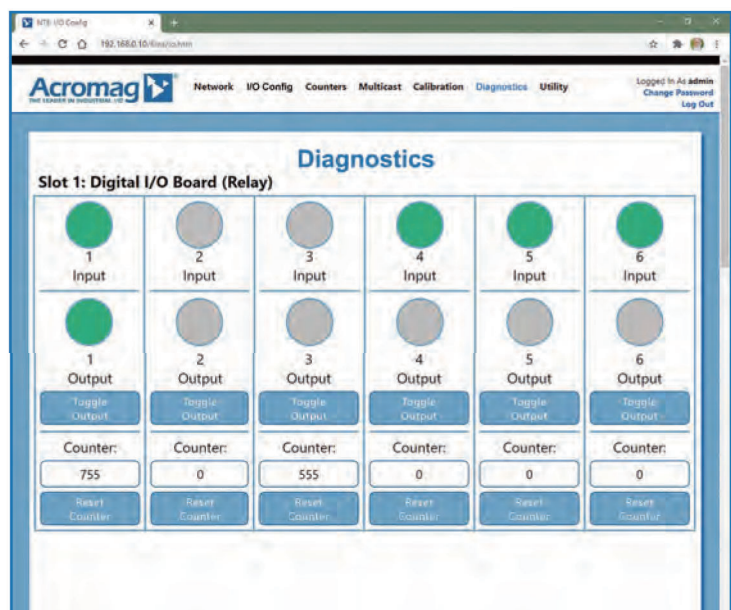 NTE I/O Config
192.168.0.10
Acromag
THE LEADER IN INDUSTRIAL I/O
Network I/O Config Counters Multicast Calibration Diagnostics Utility
Logged In As admin
Change Password
Log Out
Diagnostics
Slot 1: Digital I/O Board (Relay)
1 2 3 4 5 6
Input Input Input Input Input Input
1 2 3 4 5 6
Output Output Output Output Output Output
Toggle Toggle Toggle Toggle Toggle Toggle
Output Output Output Output Output Output
Counter: Counter: Counter: Counter: Counter: Counter:
755 0 555 0 0 0
Reset Reset Reset Reset Reset Reset
Counter Counter Counter Counter Counter Counter